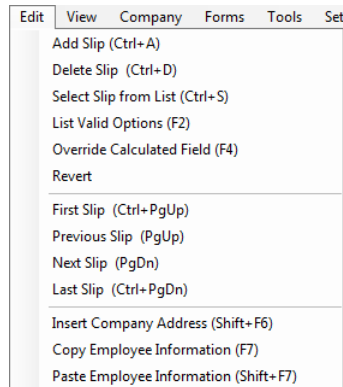 Edit View Company Forms Tools Set
Add Slip (Ctrl+A)
Delete Slip (Ctrl+D)
Select Slip from List (Ctrl+S)
List Valid Options (F2)
Override Calculated Field (F4)
Revert
First Slip (Ctrl+PgUp)
Previous Slip (PgUp)
Next Slip (PgDn)
Last Slip (Ctrl+PgDn)
Insert Company Address (Shift+F6)
Copy Employee Information (F7)
Paste Employee Information (Shift+F7)